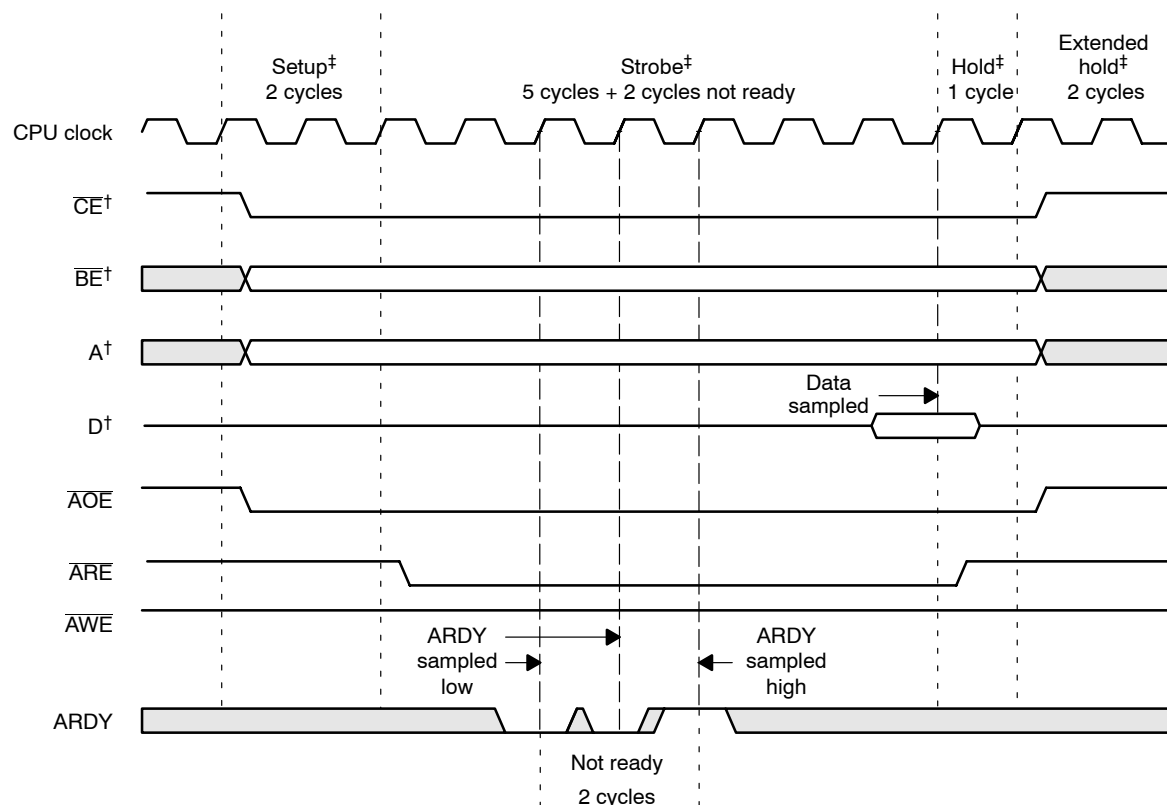 Setup‡
2 cycles
Strobe‡
5 cycles + 2 cycles not ready
Hold‡
1 cycle
Extended
hold‡
2 cycles
CPU clock
CE†
BE†
A†
Data
sampled
D†
AOE
ARE
AWE
ARDY
sampled
low
ARDY
sampled
high
ARDY
Not ready
2 cycles